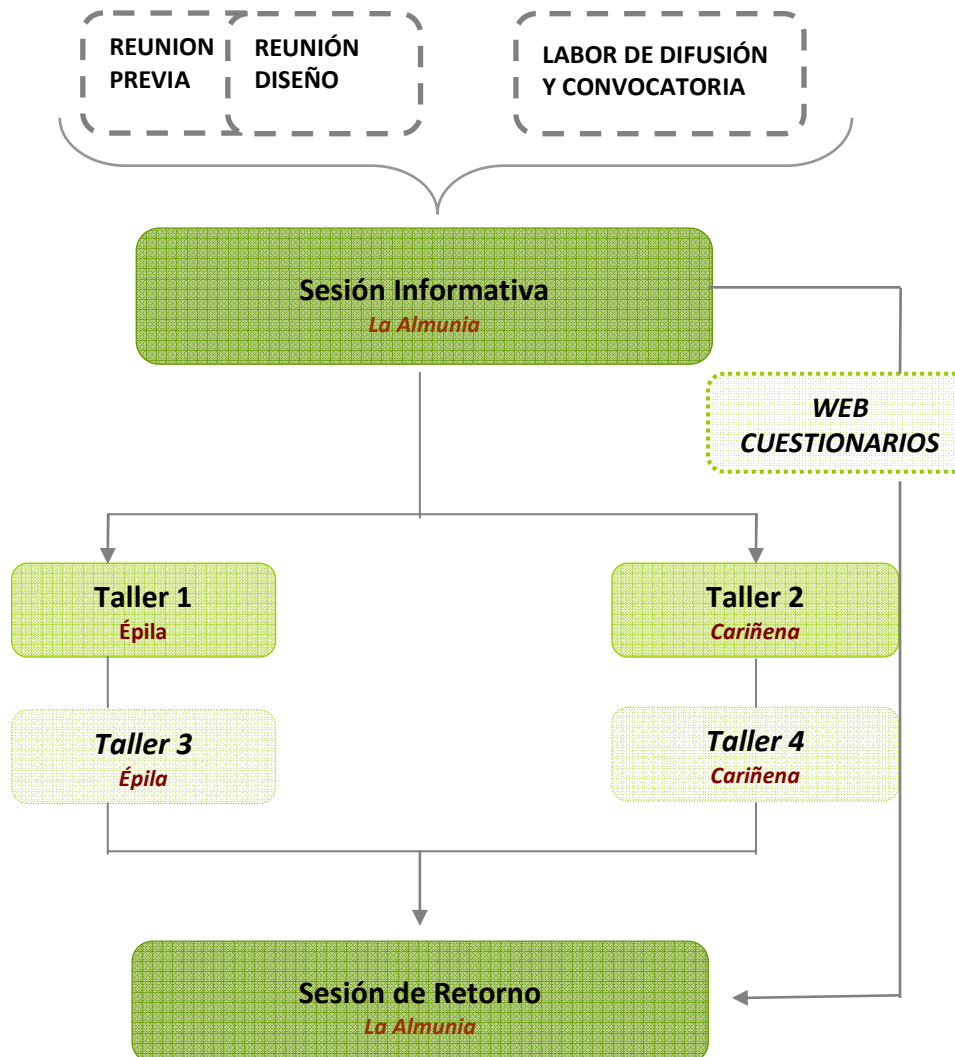 REUNION
PREVIA
REUNIÓN
DISEÑO
LABOR DE DIFUSIÓN
Y CONVOCATORIA
Sesión Informativa
La Almunia
WEB
CUESTIONARIOS
Taller 1
Épila
Taller 2
Cariñena
Taller 3
Épila
Taller 4
Cariñena
Sesión de Retorno
La Almunia